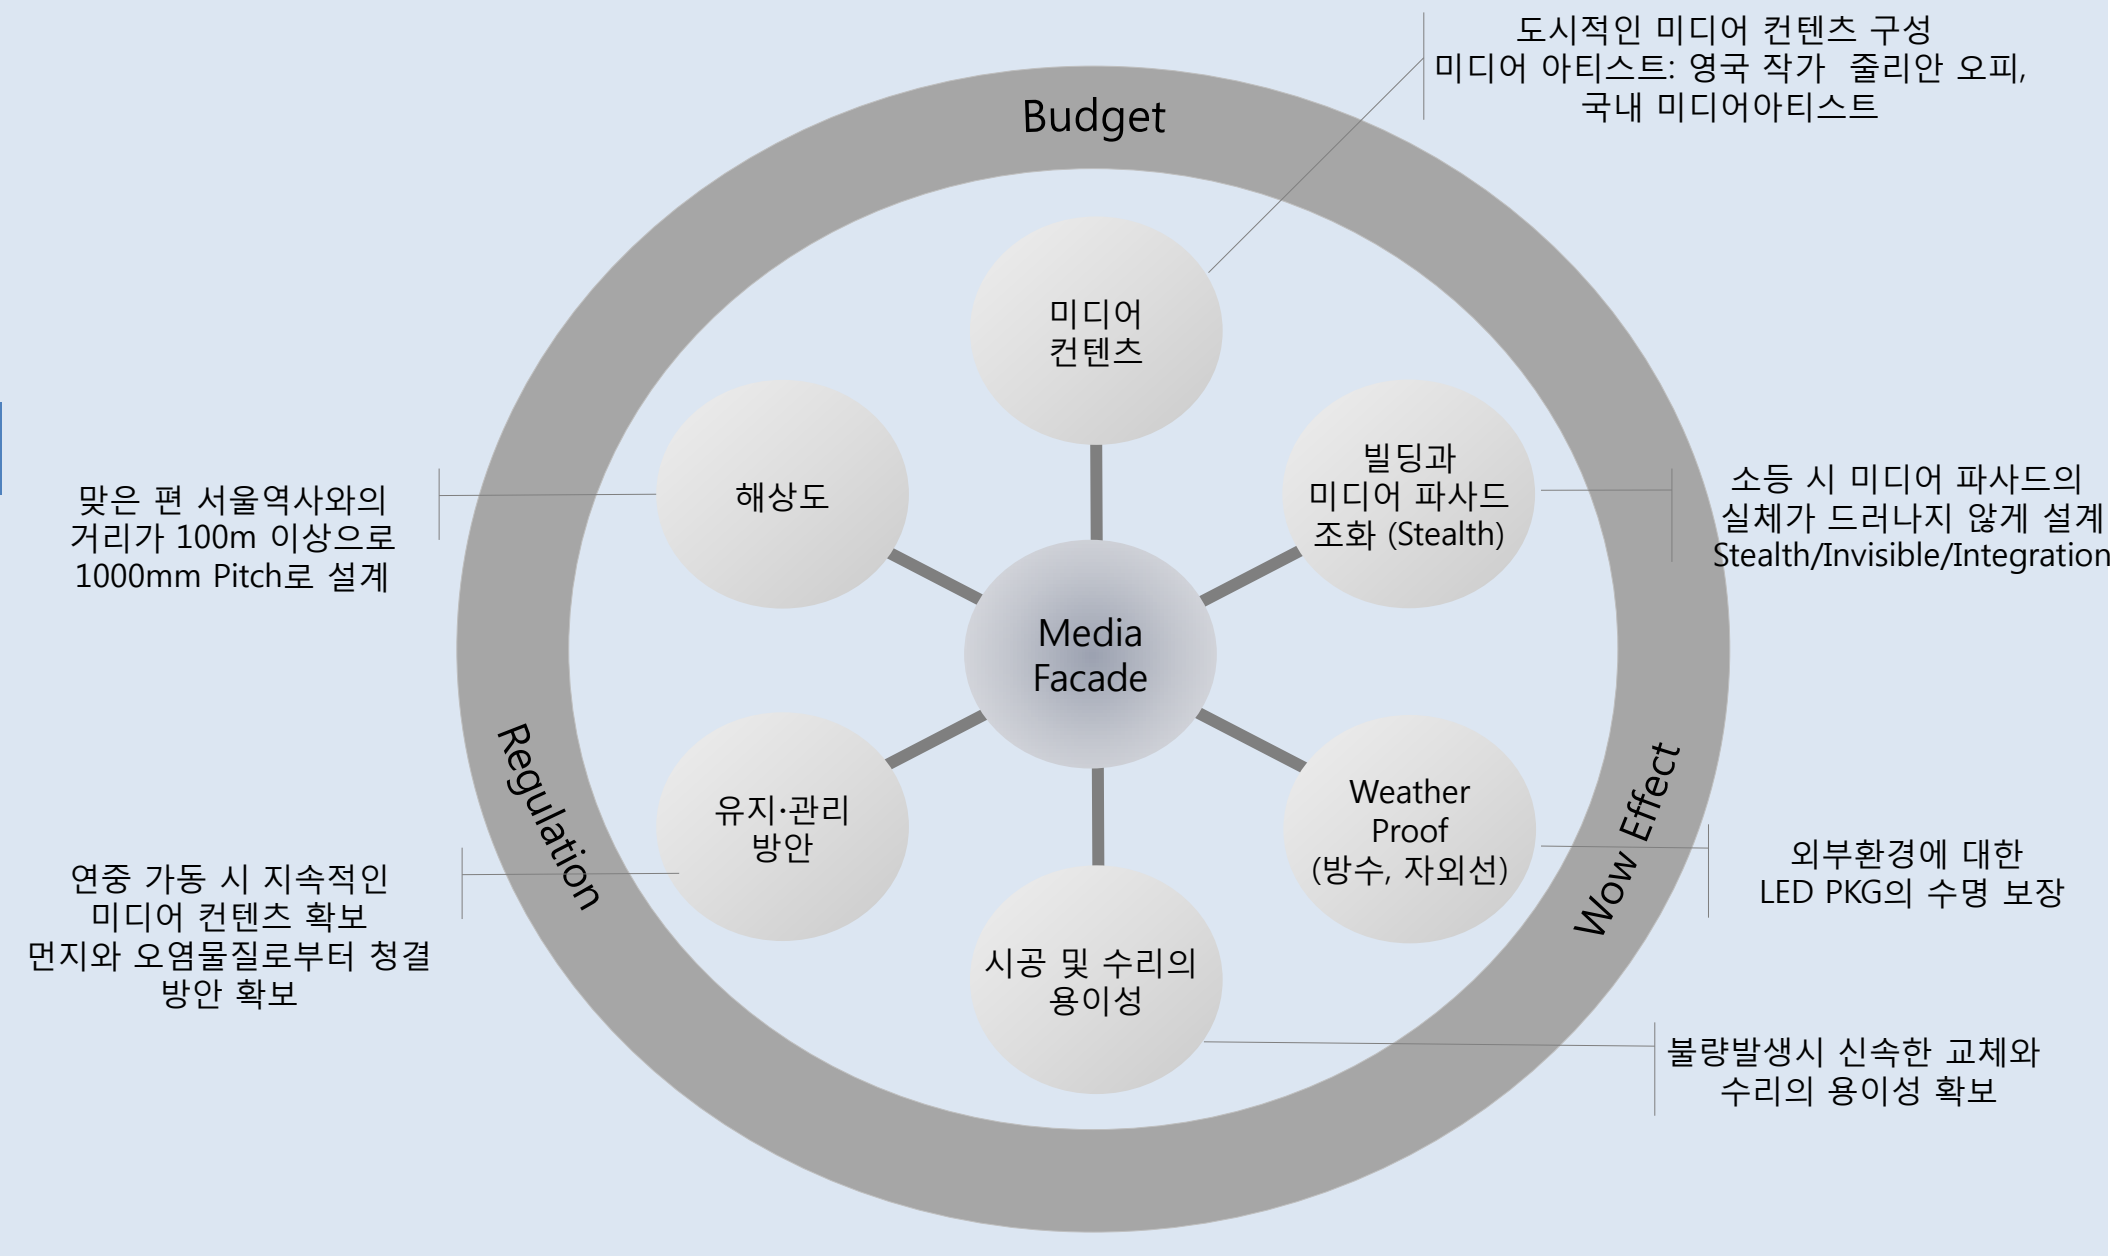 도시적인 미디어 컨텐츠 구성
미디어 아티스트: 영국 작가 줄리안 오피,
국내 미디어아티스트
Budget
미디어
컨텐츠
해상도
빌딩과
미디어 파사드
조화 (Stealth)
맞은 편 서울역사와의
거리가 100m 이상으로
1000mm Pitch로 설계
소등 시 미디어 파사드의
실체가 드러나지 않게 설계
Stealth/Invisible/Integration
Media
Facade
Regulation
유지·관리
방안
Weather
Proof
(방수, 자외선)
Wow Effect
연중 가동 시 지속적인
미디어 컨텐츠 확보
먼지와 오염물질로부터 청결
방안 확보
외부환경에 대한
LED PKG의 수명 보장
시공 및 수리의
용이성
불량발생시 신속한 교체와
수리의 용이성 확보